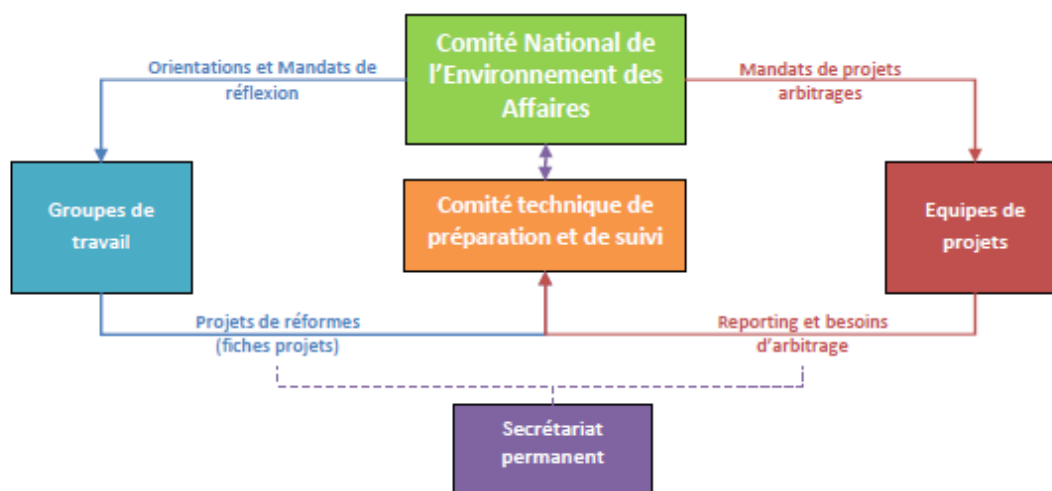 Comité National de
l'Environnement des
Affaires
Orientations et Mandats de
réflexion
Mandats de projets
arbitrages
Groupes de
travail
Comité technique de
préparation et de suivi
Equipes de
projets
Projets de réformes
(fiches projets)
Reporting et besoins
d'arbitrage
Secrétariat
permanent